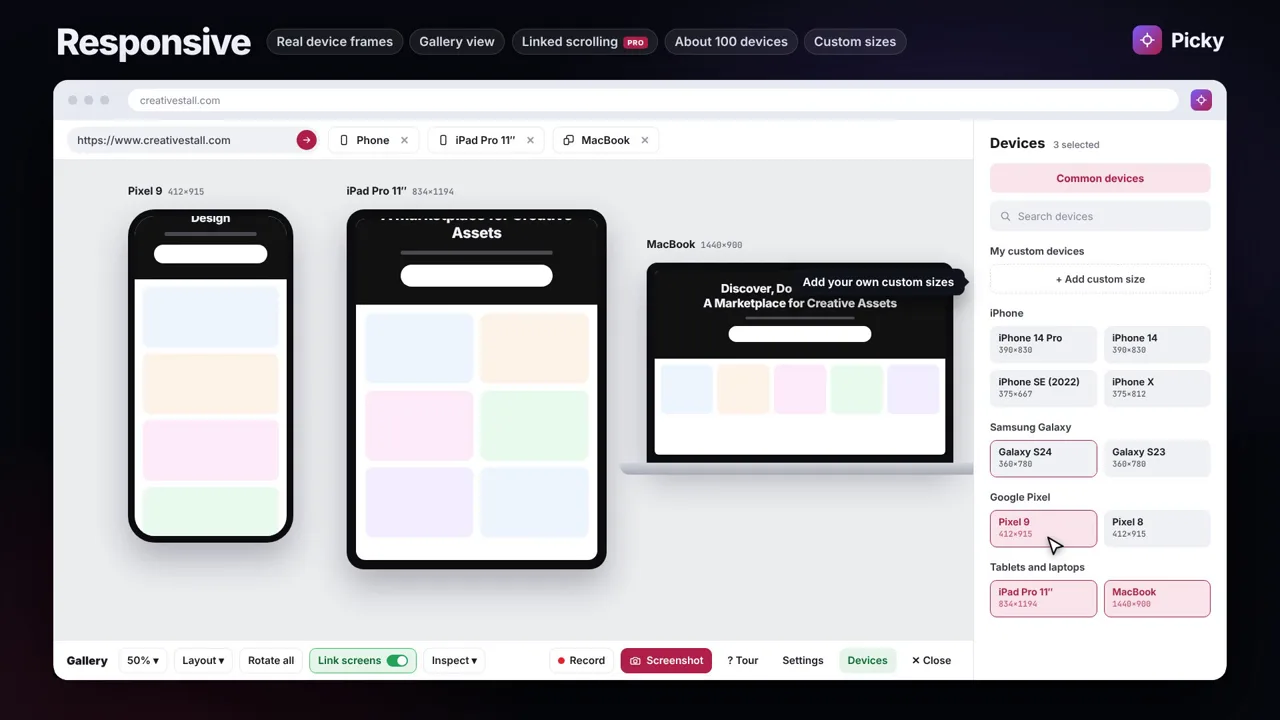 Responsive
Real device frames
Gallery view
Linked scrolling PRO
About 100 devices
Custom sizes
Picky
creativestall.com
https://www.creativestall.com
Phone ×
iPad Pro 11″ ×
MacBook ×
Pixel 9 412×915
Design
iPad Pro 11″ 834×1194
A Marketplace for Creative
Assets
MacBook 1440×900
Discover, Do
A Marketplace for Creative Assets
Add your own custom sizes
Devices 3 selected
Common devices
Search devices
My custom devices
+ Add custom size
iPhone
iPhone 14 Pro
390×830
iPhone 14
390×830
iPhone SE (2022)
375×667
iPhone X
375×812
Samsung Galaxy
Galaxy S24
360×780
Galaxy S23
360×780
Google Pixel
Pixel 9
412×915
Pixel 8
412×915
Tablets and laptops
iPad Pro 11″
834×1194
MacBook
1440×900
Gallery
50% ▾
Layout ▾
Rotate all
Link screens
Inspect ▾
Record
Screenshot
? Tour
Settings
Devices
✕ Close